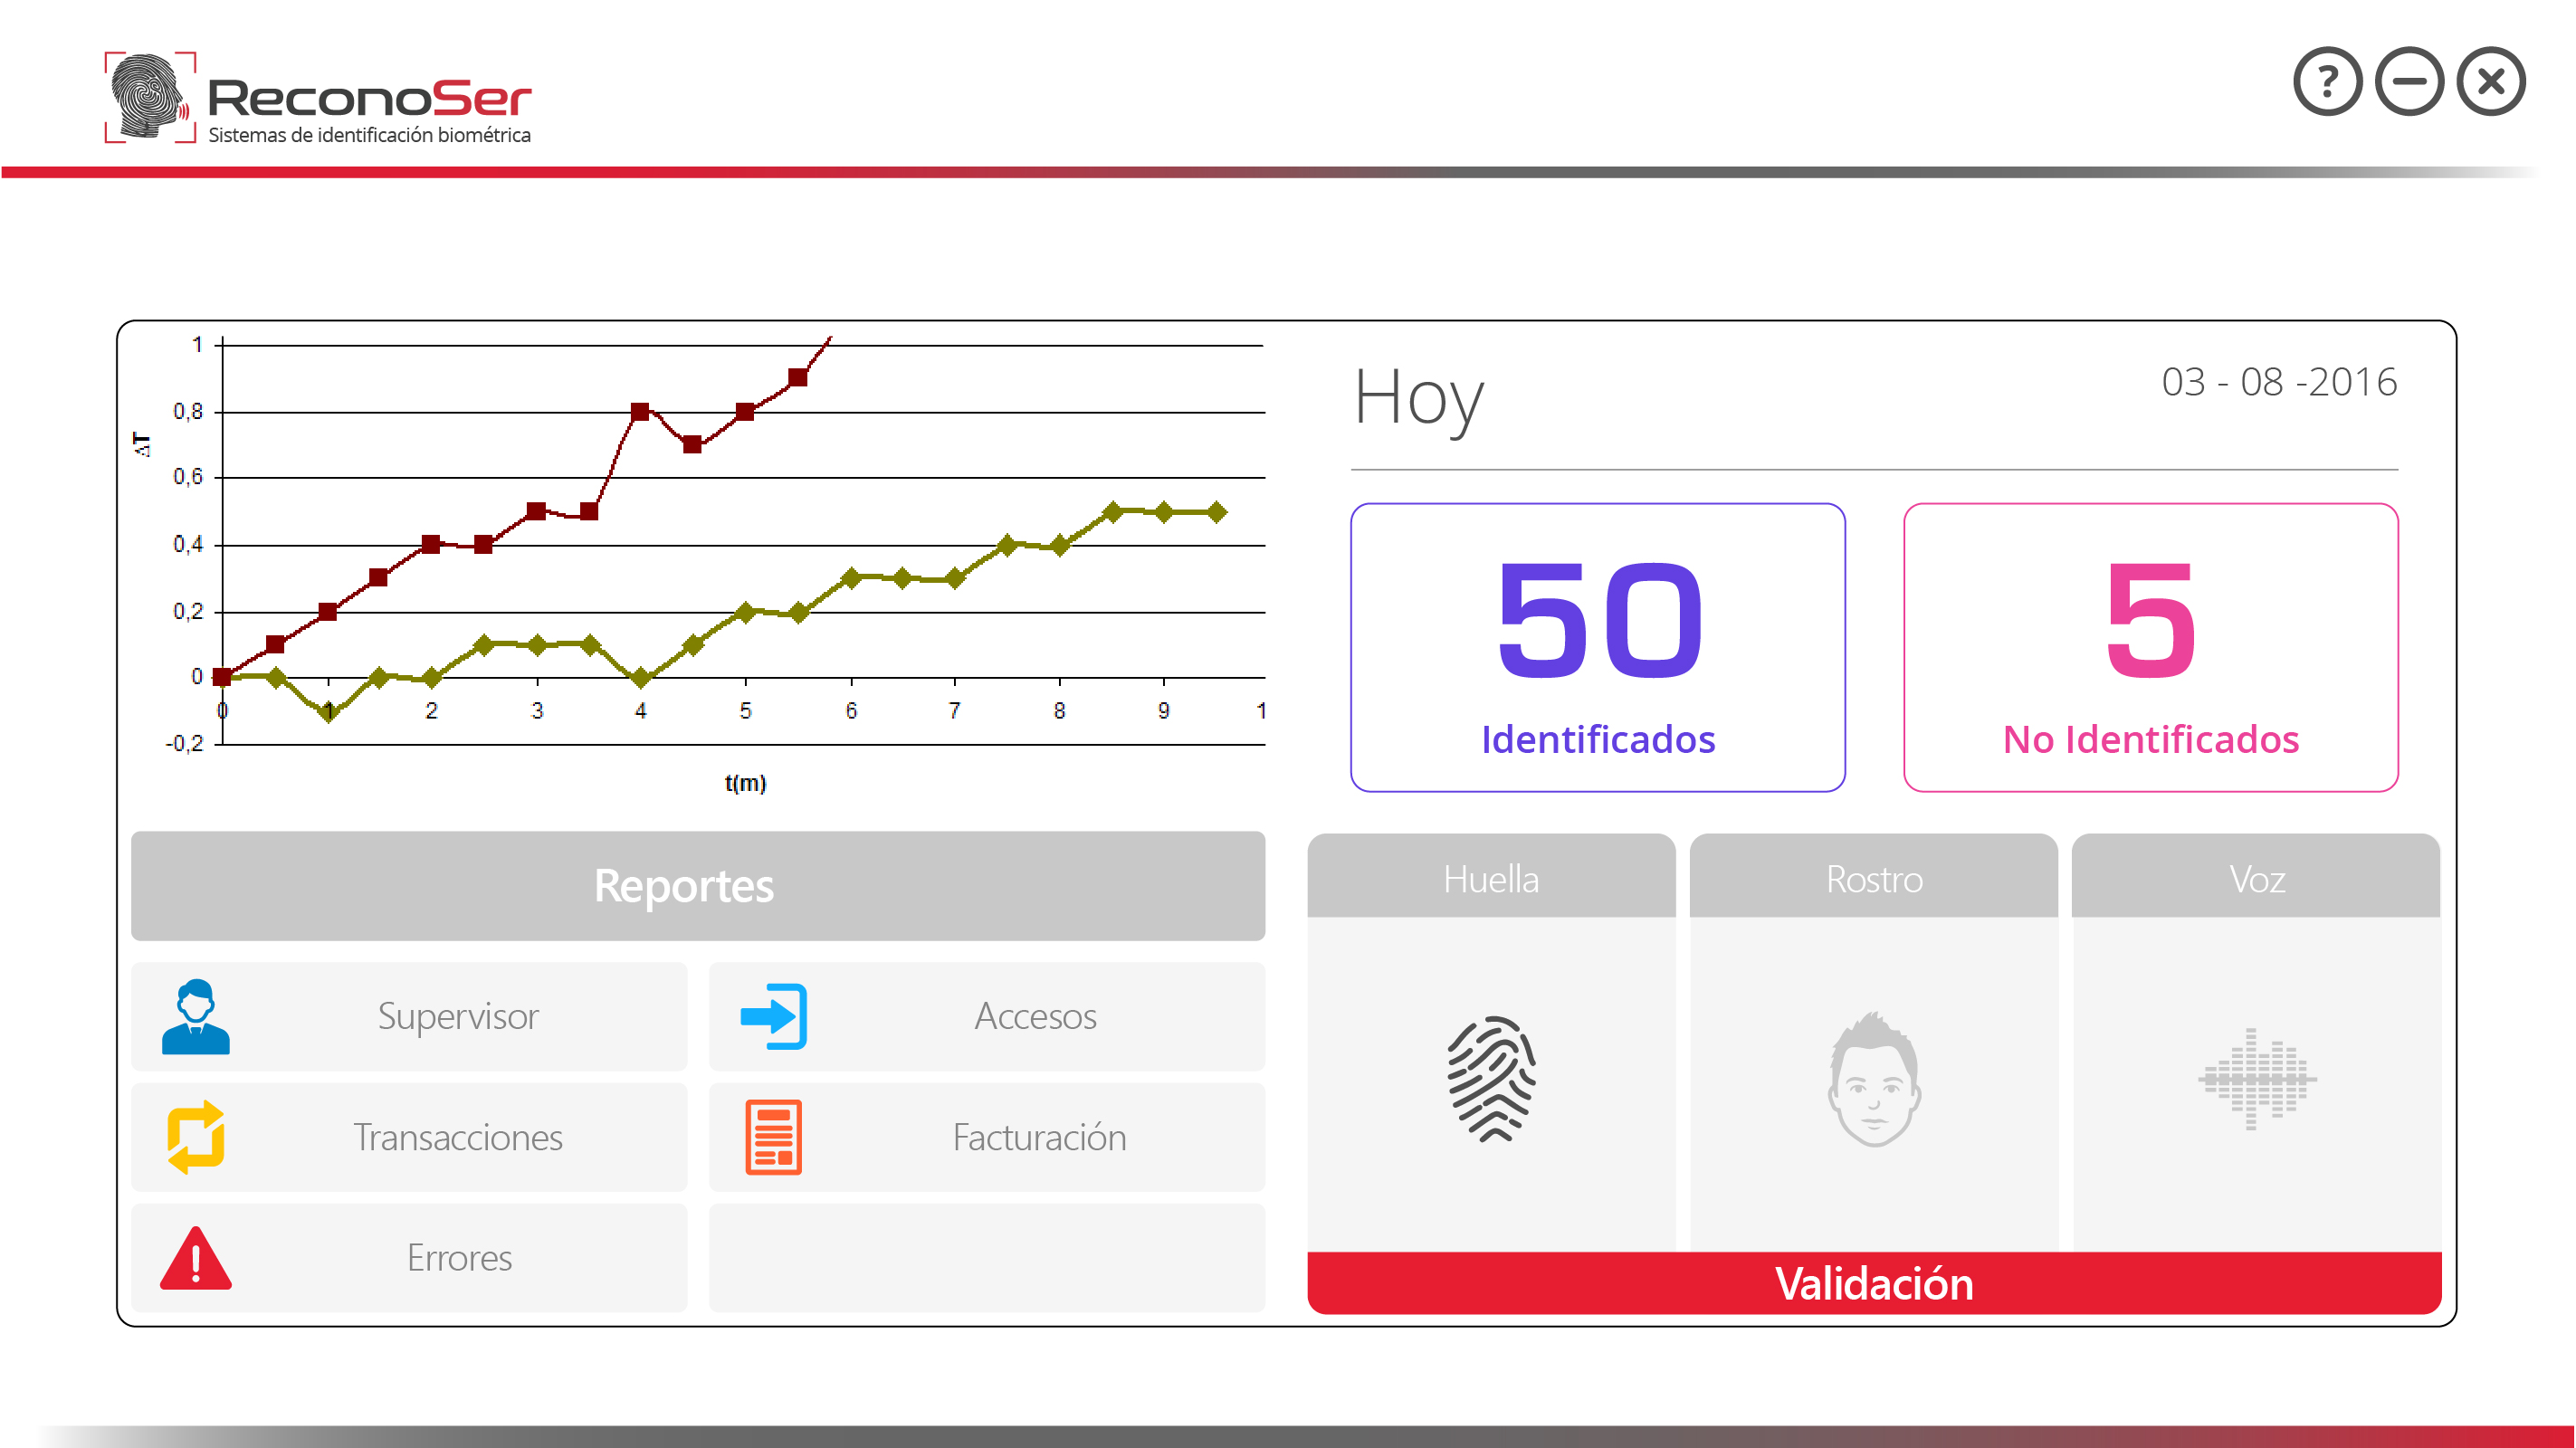 ReconoSer
Sistemas de identificación biométrica
?
Hoy
03 - 08 -2016
1
0,8
0,6
0,4
0,2
0
-0,2
ΔT
0 1 2 3 4 5 6 7 8 9 1
t(m)
50
Identificados
5
No Identificados
Reportes
Supervisor
Accesos
Transacciones
Facturación
Errores
Huella
Rostro
Voz
Validación